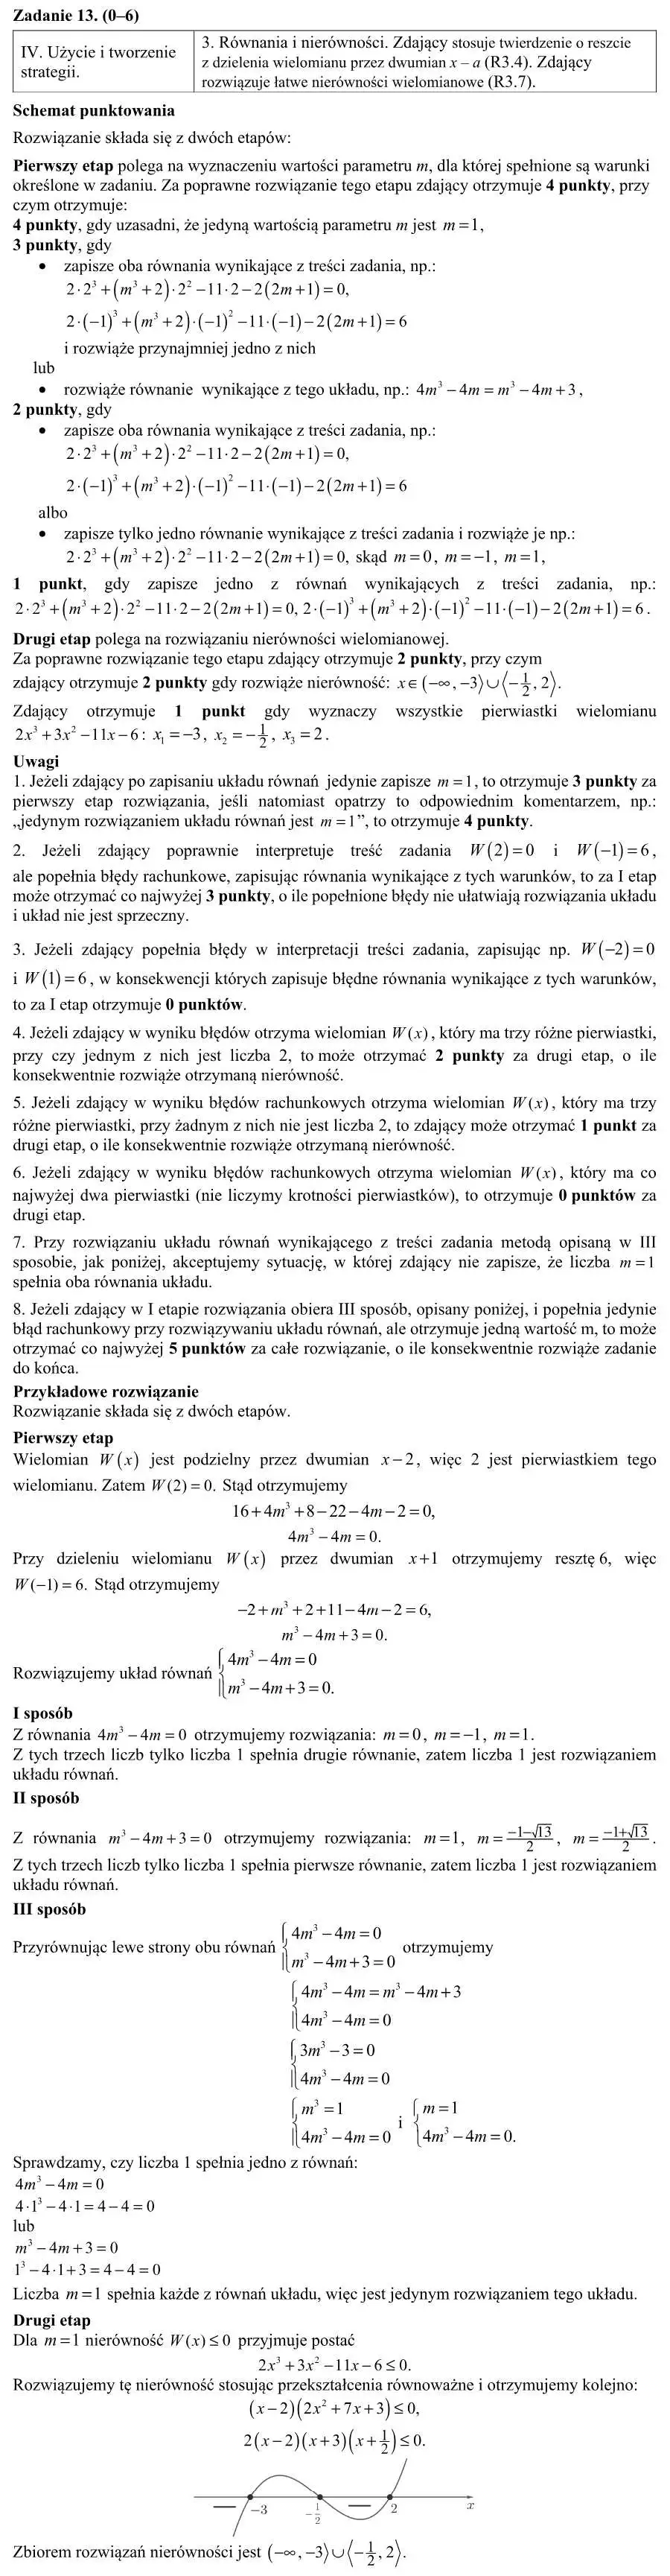 Zadanie 13. (0–6)
IV. Użycie i tworzenie
strategii.
3. Równania i nierówności. Zdający stosuje twierdzenie o reszcie
z dzielenia wielomianu przez dwumian x – a (R3.4). Zdający
rozwiązuje łatwe nierówności wielomianowe (R3.7).
Schemat punktowania
Rozwiązanie składa się z dwóch etapów:
Pierwszy etap polega na wyznaczeniu wartości parametru m, dla której spełnione są warunki
określone w zadaniu. Za poprawne rozwiązanie tego etapu zdający otrzymuje 4 punkty, przy
czym otrzymuje:
4 punkty, gdy uzasadni, że jedyną wartością parametru m jest m=1,
3 punkty, gdy
• zapisze oba równania wynikające z treści zadania, np.:
2·2³+(m³+2)·2²−11·2−2(2m+1)=0,
2·(−1)³+(m³+2)·(−1)²−11·(−1)−2(2m+1)=6
i rozwiąże przynajmniej jedno z nich
lub
• rozwiąże równanie wynikające z tego układu, np.: 4m³−4m=m³−4m+3,
2 punkty, gdy
• zapisze oba równania wynikające z treści zadania, np.:
2·2³+(m³+2)·2²−11·2−2(2m+1)=0,
2·(−1)³+(m³+2)·(−1)²−11·(−1)−2(2m+1)=6
albo
• zapisze tylko jedno równanie wynikające z treści zadania i rozwiąże je np.:
2·2³+(m³+2)·2²−11·2−2(2m+1)=0, skąd m=0, m=−1, m=1,
1 punkt, gdy zapisze jedno z równań wynikających z treści zadania, np.:
2·2³+(m³+2)·2²−11·2−2(2m+1)=0, 2·(−1)³+(m³+2)·(−1)²−11·(−1)−2(2m+1)=6.
Drugi etap polega na rozwiązaniu nierówności wielomianowej.
Za poprawne rozwiązanie tego etapu zdający otrzymuje 2 punkty, przy czym
zdający otrzymuje 2 punkty gdy rozwiąże nierówność: x∈(−∞,−3⟩∪⟨−1/2, 2⟩.
Zdający otrzymuje 1 punkt gdy wyznaczy wszystkie pierwiastki wielomianu
2x³+3x²−11x−6: x₁=−3, x₂=−1/2, x₃=2.
Uwagi
1. Jeżeli zdający po zapisaniu układu równań jedynie zapisze m=1, to otrzymuje 3 punkty za
pierwszy etap rozwiązania, jeśli natomiast opatrzy to odpowiednim komentarzem, np.:
„jedynym rozwiązaniem układu równań jest m=1”, to otrzymuje 4 punkty.
2. Jeżeli zdający poprawnie interpretuje treść zadania W(2)=0 i W(−1)=6,
ale popełnia błędy rachunkowe, zapisując równania wynikające z tych warunków, to za I etap
może otrzymać co najwyżej 3 punkty, o ile popełnione błędy nie ułatwiają rozwiązania układu
i układ nie jest sprzeczny.
3. Jeżeli zdający popełnia błędy w interpretacji treści zadania, zapisując np. W(−2)=0
i W(1)=6, w konsekwencji których zapisuje błędne równania wynikające z tych warunków,
to za I etap otrzymuje 0 punktów.
4. Jeżeli zdający w wyniku błędów otrzyma wielomian W(x), który ma trzy różne pierwiastki,
przy czy jednym z nich jest liczba 2, to może otrzymać 2 punkty za drugi etap, o ile
konsekwentnie rozwiąże otrzymaną nierówność.
5. Jeżeli zdający w wyniku błędów rachunkowych otrzyma wielomian W(x), który ma trzy
różne pierwiastki, przy żadnym z nich nie jest liczba 2, to zdający może otrzymać 1 punkt za
drugi etap, o ile konsekwentnie rozwiąże otrzymaną nierówność.
6. Jeżeli zdający w wyniku błędów rachunkowych otrzyma wielomian W(x), który ma co
najwyżej dwa pierwiastki (nie liczymy krotności pierwiastków), to otrzymuje 0 punktów za
drugi etap.
7. Przy rozwiązaniu układu równań wynikającego z treści zadania metodą opisaną w III
sposobie, jak poniżej, akceptujemy sytuację, w której zdający nie zapisze, że liczba m=1
spełnia oba równania układu.
8. Jeżeli zdający w I etapie rozwiązania obiera III sposób, opisany poniżej, i popełnia jedynie
błąd rachunkowy przy rozwiązywaniu układu równań, ale otrzymuje jedną wartość m, to może
otrzymać co najwyżej 5 punktów za całe rozwiązanie, o ile konsekwentnie rozwiąże zadanie
do końca.
Przykładowe rozwiązanie
Rozwiązanie składa się z dwóch etapów.
Pierwszy etap
Wielomian W(x) jest podzielny przez dwumian x−2, więc 2 jest pierwiastkiem tego
wielomianu. Zatem W(2)=0. Stąd otrzymujemy
16+4m³+8−22−4m−2=0,
4m³−4m=0.
Przy dzieleniu wielomianu W(x) przez dwumian x+1 otrzymujemy resztę 6, więc
W(−1)=6. Stąd otrzymujemy
−2+m³+2+11−4m−2=6,
m³−4m+3=0.
Rozwiązujemy układ równań { 4m³−4m=0
m³−4m+3=0.
I sposób
Z równania 4m³−4m=0 otrzymujemy rozwiązania: m=0, m=−1, m=1.
Z tych trzech liczb tylko liczba 1 spełnia drugie równanie, zatem liczba 1 jest rozwiązaniem
układu równań.
II sposób
Z równania m³−4m+3=0 otrzymujemy rozwiązania: m=1, m=(−1−√13)/2, m=(−1+√13)/2.
Z tych trzech liczb tylko liczba 1 spełnia pierwsze równanie, zatem liczba 1 jest rozwiązaniem
układu równań.
III sposób
Przyrównując lewe strony obu równań { 4m³−4m=0
m³−4m+3=0 otrzymujemy
{ 4m³−4m=m³−4m+3
4m³−4m=0
{ 3m³−3=0
4m³−4m=0
{ m³=1
4m³−4m=0 i { m=1
4m³−4m=0.
Sprawdzamy, czy liczba 1 spełnia jedno z równań:
4m³−4m=0
4·1³−4·1=4−4=0
lub
m³−4m+3=0
1³−4·1+3=4−4=0
Liczba m=1 spełnia każde z równań układu, więc jest jedynym rozwiązaniem tego układu.
Drugi etap
Dla m=1 nierówność W(x)≤0 przyjmuje postać
2x³+3x²−11x−6≤0.
Rozwiązujemy tę nierówność stosując przekształcenia równoważne i otrzymujemy kolejno:
(x−2)(2x²+7x+3)≤0,
2(x−2)(x+3)(x+1/2)≤0.
−3 −1/2 2 x
Zbiorem rozwiązań nierówności jest (−∞,−3⟩∪⟨−1/2, 2⟩.